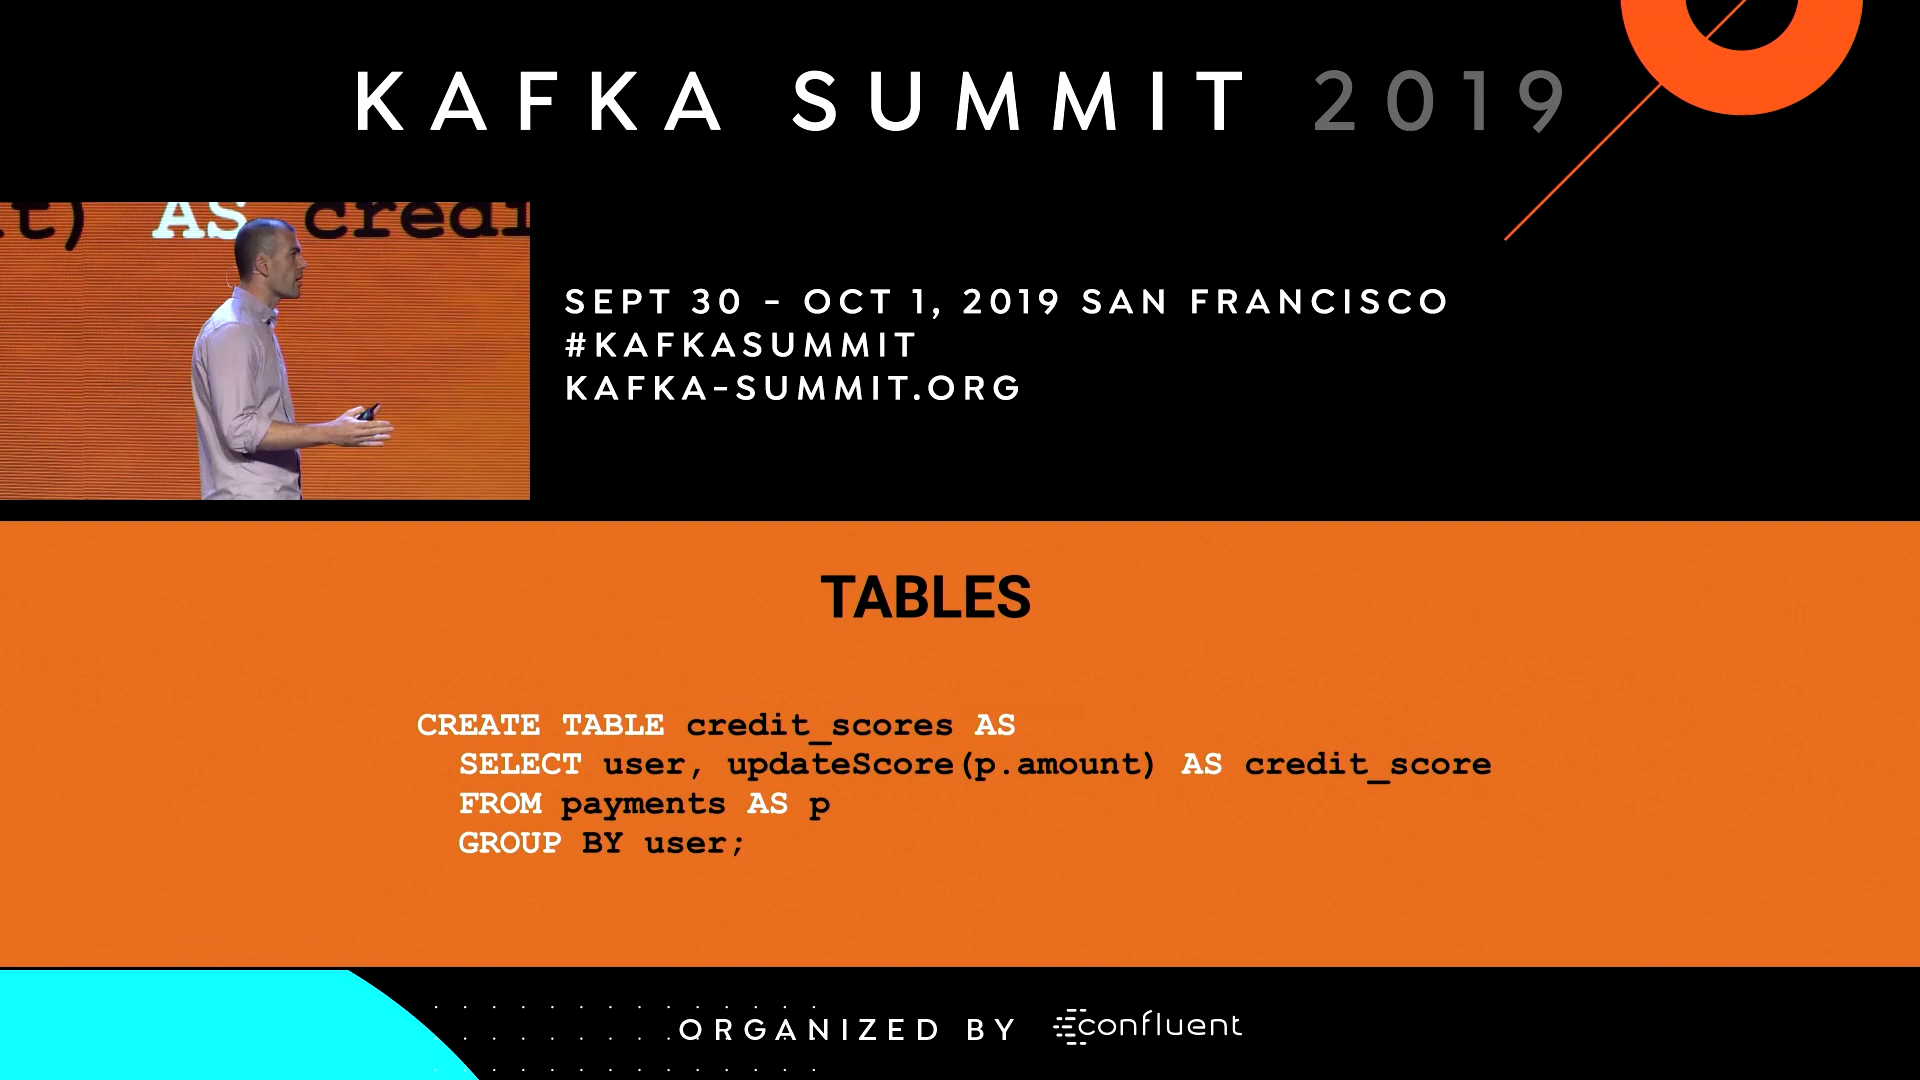 KAFKA SUMMIT 2019
t) AS credi
SEPT 30 - OCT 1, 2019 SAN FRANCISCO
#KAFKASUMMIT
KAFKA-SUMMIT.ORG
TABLES
CREATE TABLE credit_scores AS
SELECT user, updateScore(p.amount) AS credit_score
FROM payments AS p
GROUP BY user;
ORGANIZED BY confluent